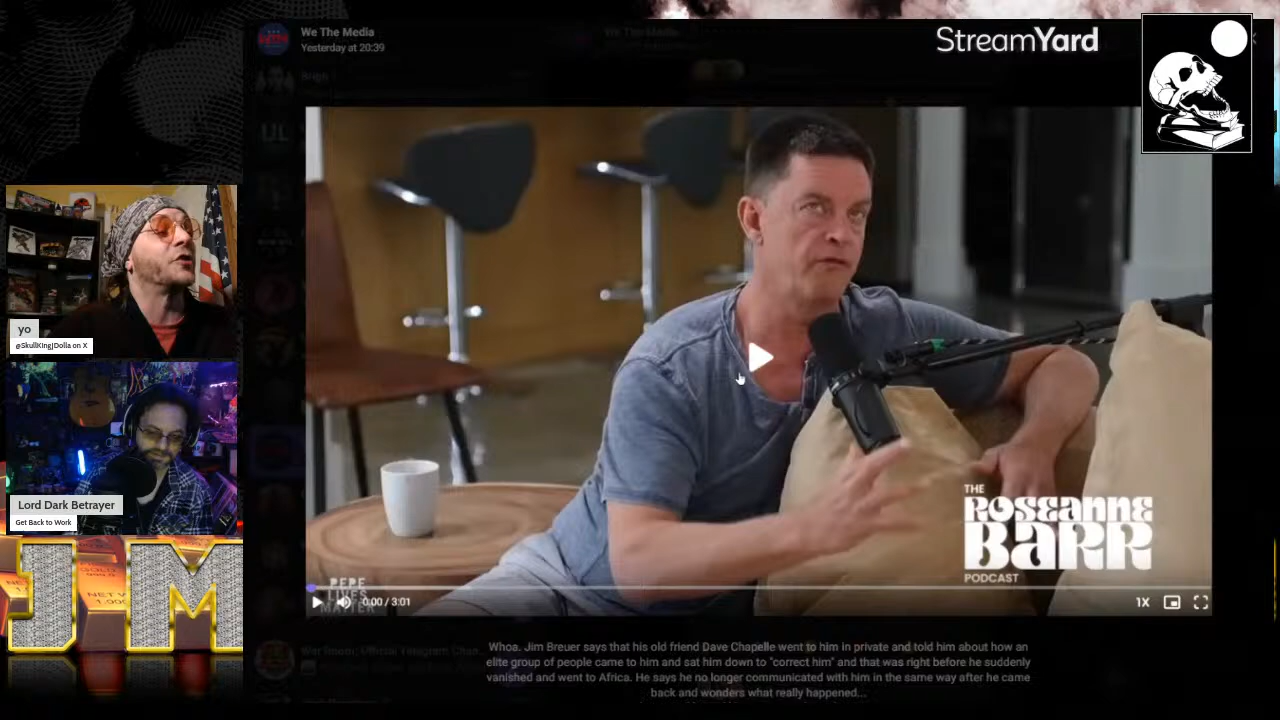 We The Media
Yesterday at 20:39
StreamYard
yo
@SkullKingJDolla on X
Lord Dark Betrayer
Get Back to Work
JM
THE
ROSEANNE
BARR
PODCAST
PEPE
LIVES
MATTER
0:00 / 3:01
1X
Whoa. Jim Breuer says that his old friend Dave Chapelle went to him in private and told him about how an
elite group of people came to him and sat him down to "correct him" and that was right before he suddenly
vanished and went to Africa. He says he no longer communicated with him in the same way after he came
back and wonders what really happened...